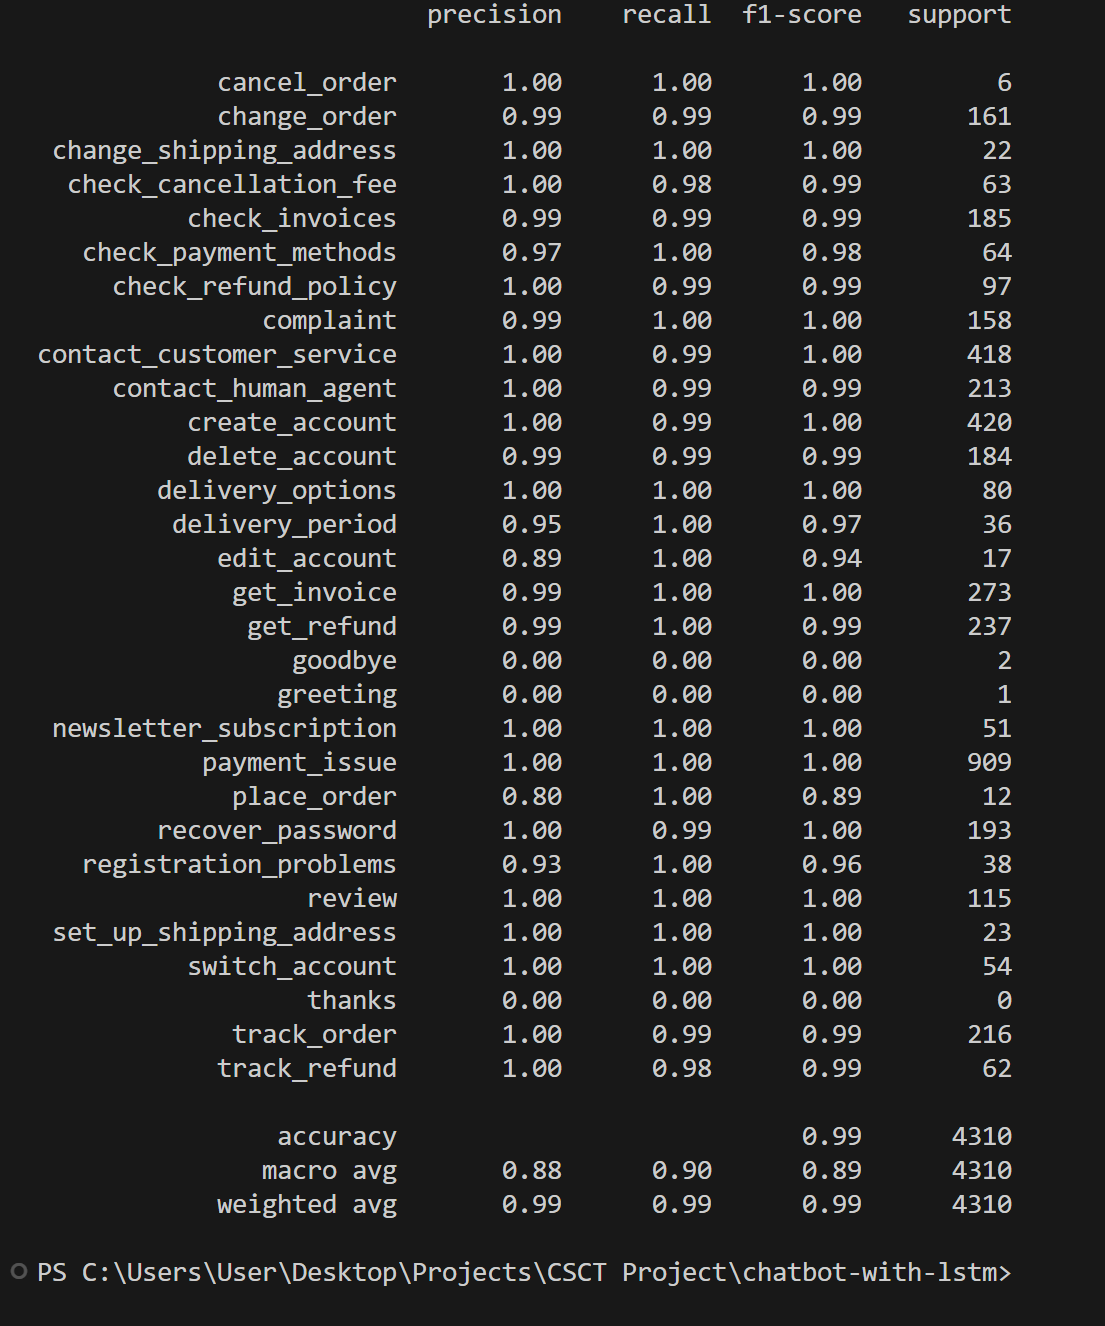 precision recall f1-score support
cancel_order 1.00 1.00 1.00 6
change_order 0.99 0.99 0.99 161
change_shipping_address 1.00 1.00 1.00 22
check_cancellation_fee 1.00 0.98 0.99 63
check_invoices 0.99 0.99 0.99 185
check_payment_methods 0.97 1.00 0.98 64
check_refund_policy 1.00 0.99 0.99 97
complaint 0.99 1.00 1.00 158
contact_customer_service 1.00 0.99 1.00 418
contact_human_agent 1.00 0.99 0.99 213
create_account 1.00 0.99 1.00 420
delete_account 0.99 0.99 0.99 184
delivery_options 1.00 1.00 1.00 80
delivery_period 0.95 1.00 0.97 36
edit_account 0.89 1.00 0.94 17
get_invoice 0.99 1.00 1.00 273
get_refund 0.99 1.00 0.99 237
goodbye 0.00 0.00 0.00 2
greeting 0.00 0.00 0.00 1
newsletter_subscription 1.00 1.00 1.00 51
payment_issue 1.00 1.00 1.00 909
place_order 0.80 1.00 0.89 12
recover_password 1.00 0.99 1.00 193
registration_problems 0.93 1.00 0.96 38
review 1.00 1.00 1.00 115
set_up_shipping_address 1.00 1.00 1.00 23
switch_account 1.00 1.00 1.00 54
thanks 0.00 0.00 0.00 0
track_order 1.00 0.99 0.99 216
track_refund 1.00 0.98 0.99 62
accuracy 0.99 4310
macro avg 0.88 0.90 0.89 4310
weighted avg 0.99 0.99 0.99 4310
PS C:\Users\User\Desktop\Projects\CSCT Project\chatbot-with-lstm>